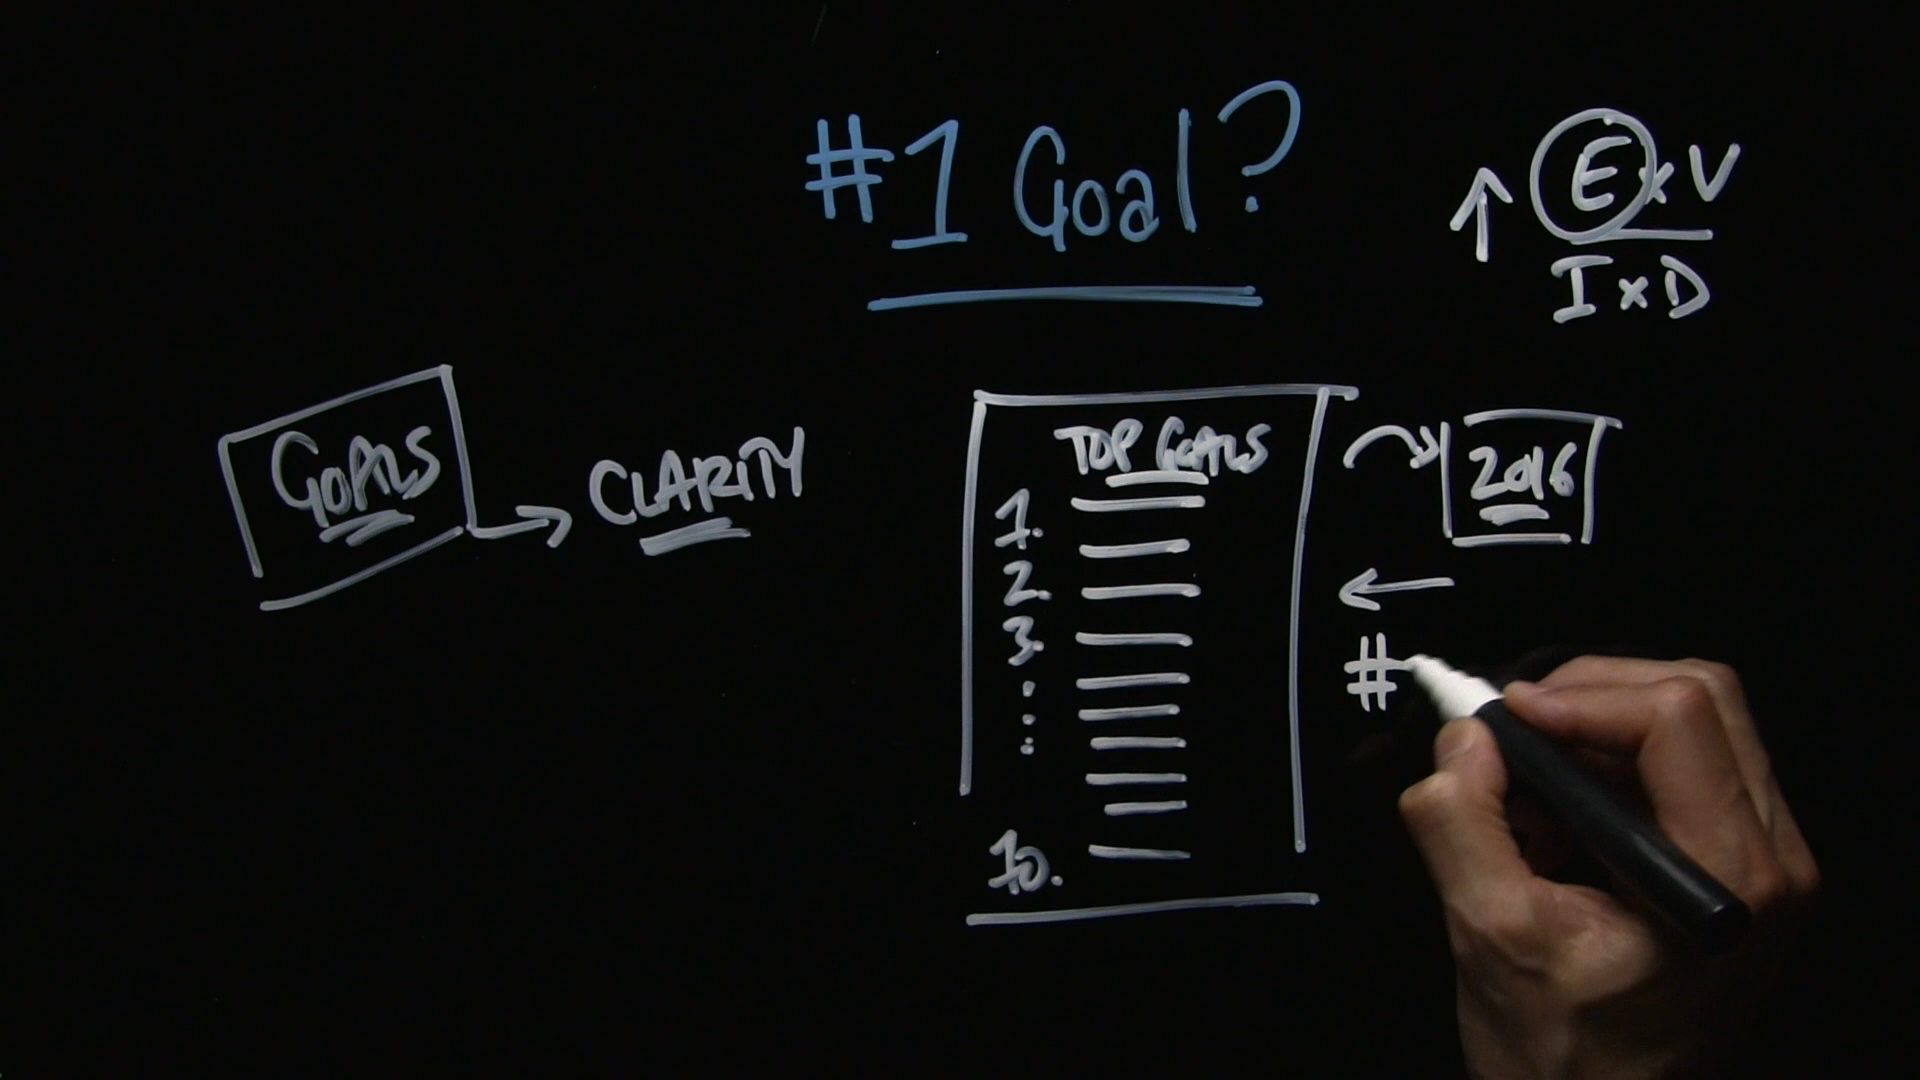 #1 Goal?
↑ E x V
I x D
GOALS
CLARITY
TOP GOALS
2016
1.
2.
3.
10.
#